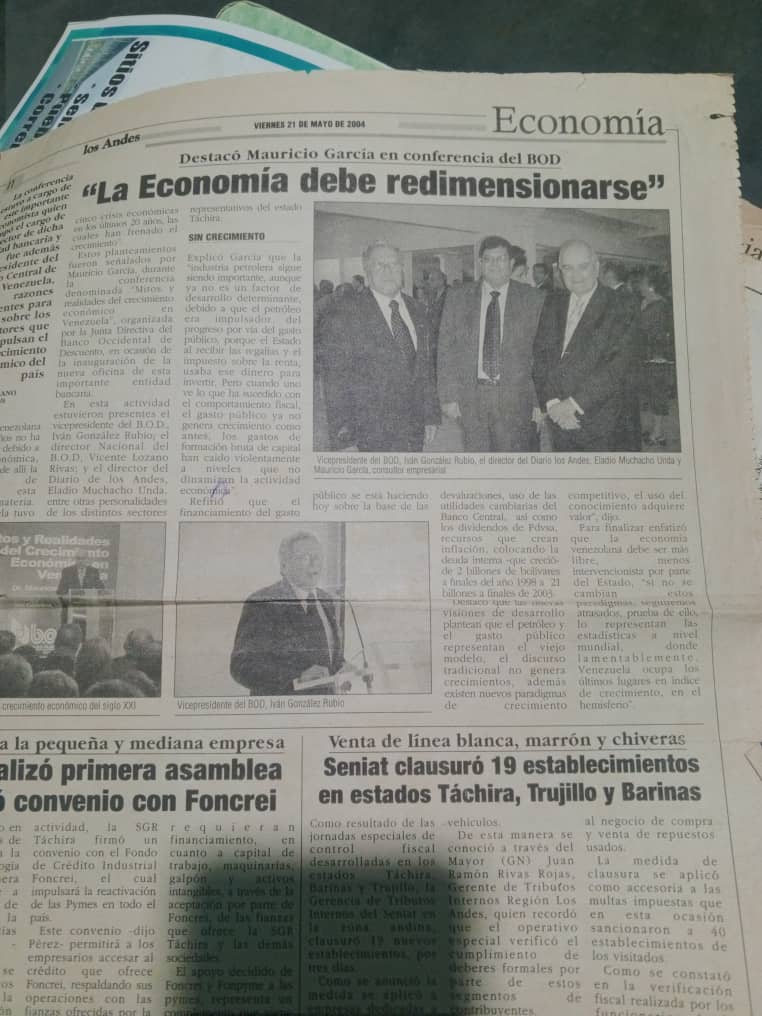 Sitios
los Andes
VIERNES 21 DE MAYO DE 2004
Economía
Destacó Mauricio García en conferencia del BOD
“La Economía debe redimensionarse”
La conferencia
a cargo de
este importante
economista quien
el cargo de
de dicha
bancaria y
fue además
del
Central de
Venezuela,
razones
para
sobre los
que
el
del
país
cinco crisis económicas
en los últimos 20 años, las
cuales han frenado el
crecimiento”.
Estos planteamientos
fueron señalados por
Mauricio García, durante
la conferencia
denominada “Mitos y
realidades del crecimiento
económico en
Venezuela”, organizada
por la Junta Directiva del
Banco Occidental de
Descuento, en ocasión de
la inauguración de la
nueva oficina de esta
importante entidad
bancaria.
En esta actividad
estuvieron presentes el
vicepresidente del B.O.D.,
Iván González Rubio; el
director Nacional del
B.O.D, Vicente Lozano
Rivas; y el director del
Diario de los Andes,
Eladio Muchacho Unda.
entre otras personalidades
de los distintos sectores
representativos del estado
Táchira.
SIN CRECIMIENTO
Explicó García que la
“industria petrolera sigue
siendo importante, aunque
ya no es un factor de
desarrollo determinante,
debido a que el petróleo
era impulsador del
progreso por vía del gasto
público, porque el Estado
al recibir las regalías y el
impuesto sobre la renta,
usaba ese dinero para
invertir. Pero cuando uno
ve lo que ha sucedido con
el comportamiento fiscal,
el gasto público ya no
genera crecimiento como
antes, los gastos de
formación bruta de capital
han caído violentamente
a niveles que no
dinamizan la actividad
económica”.
Refirió que el
financiamiento del gasto
Vicepresidente del BOD, Iván González Rubio, el director del Diario los Andes, Eladio Muchacho Unda y
Mauricio García, consultor empresarial
público se está haciendo
hoy sobre la base de las
devaluaciones, uso de las
utilidades cambiarias del
Banco Central, así como
los dividendos de Pdvsa,
recursos que crean
inflación, colocando la
deuda interna -que creció-
de 2 billones de bolívares
a finales del año 1998 a 21
billones a finales de 2003.
Destacó que las nuevas
visiones de desarrollo
plantean que el petróleo y
el gasto público
representan el viejo
modelo, el discurso
tradicional no genera
crecimientos, además
existen nuevos paradigmas
de crecimiento
competitivo, el uso del
conocimiento adquiere
valor”, dijo.
Para finalizar enfatizó
que la economía
venezolana debe ser más
libre, menos
intervencionista por parte
del Estado, “si no se
cambian estos
paradigmas, seguiremos
atrasados, prueba de ello,
lo representan las
estadísticas a nivel
mundial, donde
lamentablemente,
Venezuela ocupa los
últimos lugares en índice
de crecimiento, en el
hemisferio”.
y Realidades
del Crecimiento
Económico en
crecimiento económico del siglo XXI
Vicepresidente del BOD, Iván González Rubio
a la pequeña y mediana empresa
alizó primera asamblea
ó convenio con Foncrei
actividad, la SGR
Táchira firmó un
convenio con el Fondo
de Crédito Industrial
Foncrei, el cual
impulsará la reactivación
de las Pymes en todo el
país.
Este convenio -dijo
Pérez- permitirá a los
empresarios accesar al
crédito que ofrece
Foncrei, respaldando sus
operaciones con las
fianzas ofrecidas por la
requieran
financiamiento, en
cuanto a capital de
trabajo, maquinarias,
galpón y activos
intangibles, a través de la
aceptación por parte de
Foncrei, de las fianzas
que ofrece la SGR
Táchira y las demás
sociedades.
El apoyo decidido de
Foncrei y Fonpyme a las
pymes, representa un
Venta de línea blanca, marrón y chiveras
Seniat clausuró 19 establecimientos
en estados Táchira, Trujillo y Barinas
Como resultado de las
jornadas especiales de
control fiscal
desarrolladas en los
estados Táchira,
Barinas y Trujillo, la
Gerencia de Tributos
Internos del Seniat en
la zona andina,
clausuró 19 nuevos
establecimientos, por
tres días.
Como se anunció la
medida se aplicó a
empresas dedicadas a
vehículos.
De esta manera se
conoció a través del
Mayor (GN) Juan
Ramón Rivas Rojas,
Gerente de Tributos
Internos Región Los
Andes, quien recordó
que el operativo
especial verificó el
cumplimiento de
deberes formales por
parte de estos
segmentos de
contribuyentes.
al negocio de compra
y venta de repuestos
usados.
La medida de
clausura se aplicó
como accesoria a las
multas impuestas que
en esta ocasión
sancionaron a 40
establecimientos de
los visitados.
Como se constató
en la verificación
fiscal realizada por los